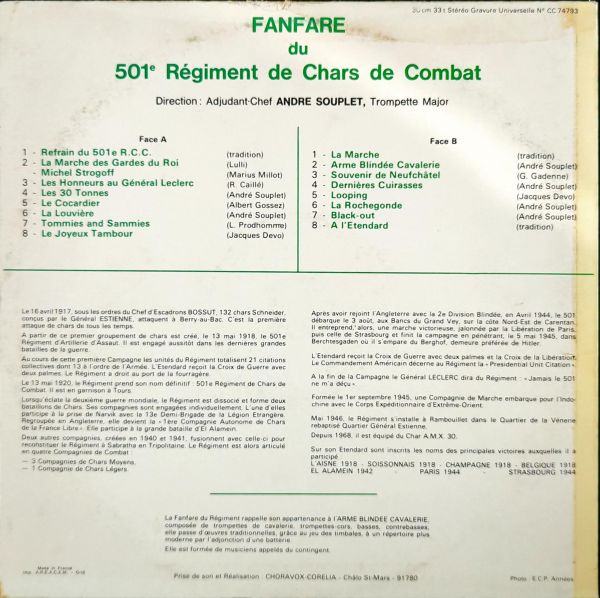 30 cm 33 t Stéréo Gravure Universelle N° CC 74793
FANFARE
du
501e Régiment de Chars de Combat
Direction: Adjudant-Chef ANDRE SOUPLET, Trompette Major
Face A
1 - Refrain du 501e R.C.C. (tradition)
2 - La Marche des Gardes du Roi (Lulli)
- Michel Strogoff (Marius Millot)
3 - Les Honneurs au Général Leclerc (R. Caillé)
4 - Les 30 Tonnes (André Souplet)
5 - Le Cocardier (Albert Gossez)
6 - La Louvière (André Souplet)
7 - Tommies and Sammies (L. Prodhomme)
8 - Le Joyeux Tambour (Jacques Devo)
Face B
1 - La Marche (tradition)
2 - Arme Blindée Cavalerie (André Souplet)
3 - Souvenir de Neufchâtel (G. Gadenne)
4 - Dernières Cuirasses (André Souplet)
5 - Looping (Jacques Devo)
6 - La Rochegonde (André Souplet)
7 - Black-out (André Souplet)
8 - A l'Etendard (tradition)
Le 16 avril 1917, sous les ordres du Chef d'Escadrons BOSSUT, 132 chars Schneider,
conçus par le Général ESTIENNE, attaquent à Berry-au-Bac. C'est la première
attaque de chars de tous les temps.
A partir de ce premier groupement de chars est créé, le 13 mai 1918, le 501e
Régiment d'Artillerie d'Assaut. Il est engagé aussitôt dans les dernières grandes
batailles de la guerre.
Au cours de cette première Campagne les unités du Régiment totalisent 21 citations
collectives dont 13 à l'ordre de l'Armée. L'Etendard reçoit la Croix de Guerre avec
deux palmes. Le Régiment a droit au port de la fourragère.
Le 13 mai 1920, le Régiment prend son nom définitif: 501e Régiment de Chars de
Combat. Il est en garnison à Tours.
Lorsqu'éclate la deuxième guerre mondiale, le Régiment est dissocié et forme deux
bataillons de Chars. Ses compagnies sont engagées individuellement. L'une d'elles
participe à la prise de Narvik avec la 13e Demi-Brigade de la Légion Etrangère.
Regroupée en Angleterre, elle devient la «1ère Compagnie Autonome de Chars
de la France Libre». Elle participe à la grande bataille d'El Alamein.
Deux autres compagnies, créées en 1940 et 1941, fusionnent avec celle-ci pour
reconstituer le Régiment à Sabratha en Tripolitaine. Le Régiment est alors articulé
en quatre Compagnies de Combat:
— 3 Compagnies de Chars Moyens,
— 1 Compagnie de Chars Légers.
Après avoir rejoint l'Angleterre avec la 2e Division Blindée, en Avril 1944, le 501
débarque le 3 août, aux Bancs du Grand Vey, sur la côte Nord-Est de Carentan.
Il entreprend, alors, une marche victorieuse, jalonnée par la Libération de Paris,
puis celle de Strasbourg et finit la campagne en pénétrant, le 5 mai 1945, dans
Berchtesgaden où il s'empare du Berghof, demeure préférée de Hitler.
L'Etendard reçoit la Croix de Guerre avec deux palmes et la Croix de la Libération.
Le Commandement Américain décerne au Régiment la «Presidential Unit Citation».
A la fin de la Campagne le Général LECLERC dira du Régiment: «Jamais le 501
ne m'a déçu».
Formée le 1er septembre 1945, une Compagnie de Marche embarque pour l'Indo-
chine avec le Corps Expéditionnaire d'Extrême-Orient.
Mai 1946, le Régiment s'installe à Rambouillet dans le Quartier de la Vénerie
rebaptisé Quartier Général Estienne.
Depuis 1968, il est équipé du Char A.M.X. 30.
Sur son Etendard sont inscrits les noms des principales victoires auxquelles il a
participé
L'AISNE 1918 - SOISSONNAIS 1918 - CHAMPAGNE 1918 - BELGIQUE 1918
EL ALAMEIN 1942 - PARIS 1944 - STRASBOURG 1944
La Fanfare du Régiment rappelle son appartenance à l'ARME BLINDEE CAVALERIE,
composée de trompettes de cavalerie, trompettes-cors, basses, contrebasses,
elle passe d'œuvres traditionnelles, grâce au jeu des timbales, à un répertoire plus
moderne par l'adjonction d'une batterie.
Elle est formée de musiciens appelés du contingent.
Made in France
Prise de son et Réalisation: CHORAVOX-CORELIA - Châlo St-Mars - 91780
Photo: E.C.P. Armées